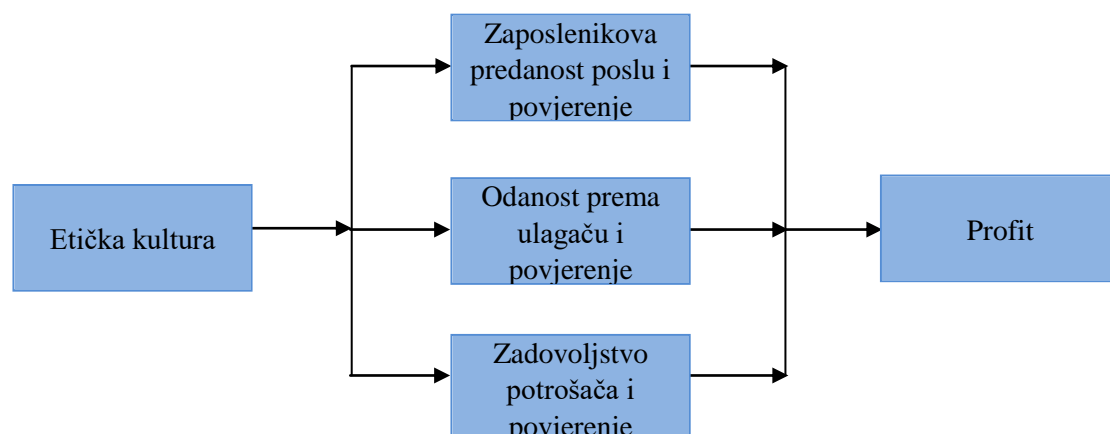 Zaposlenikova
predanost poslu i
povjerenje
Etička kultura
Odanost prema
ulagaču i
povjerenje
Profit
Zadovoljstvo
potrošača i
povjerenje